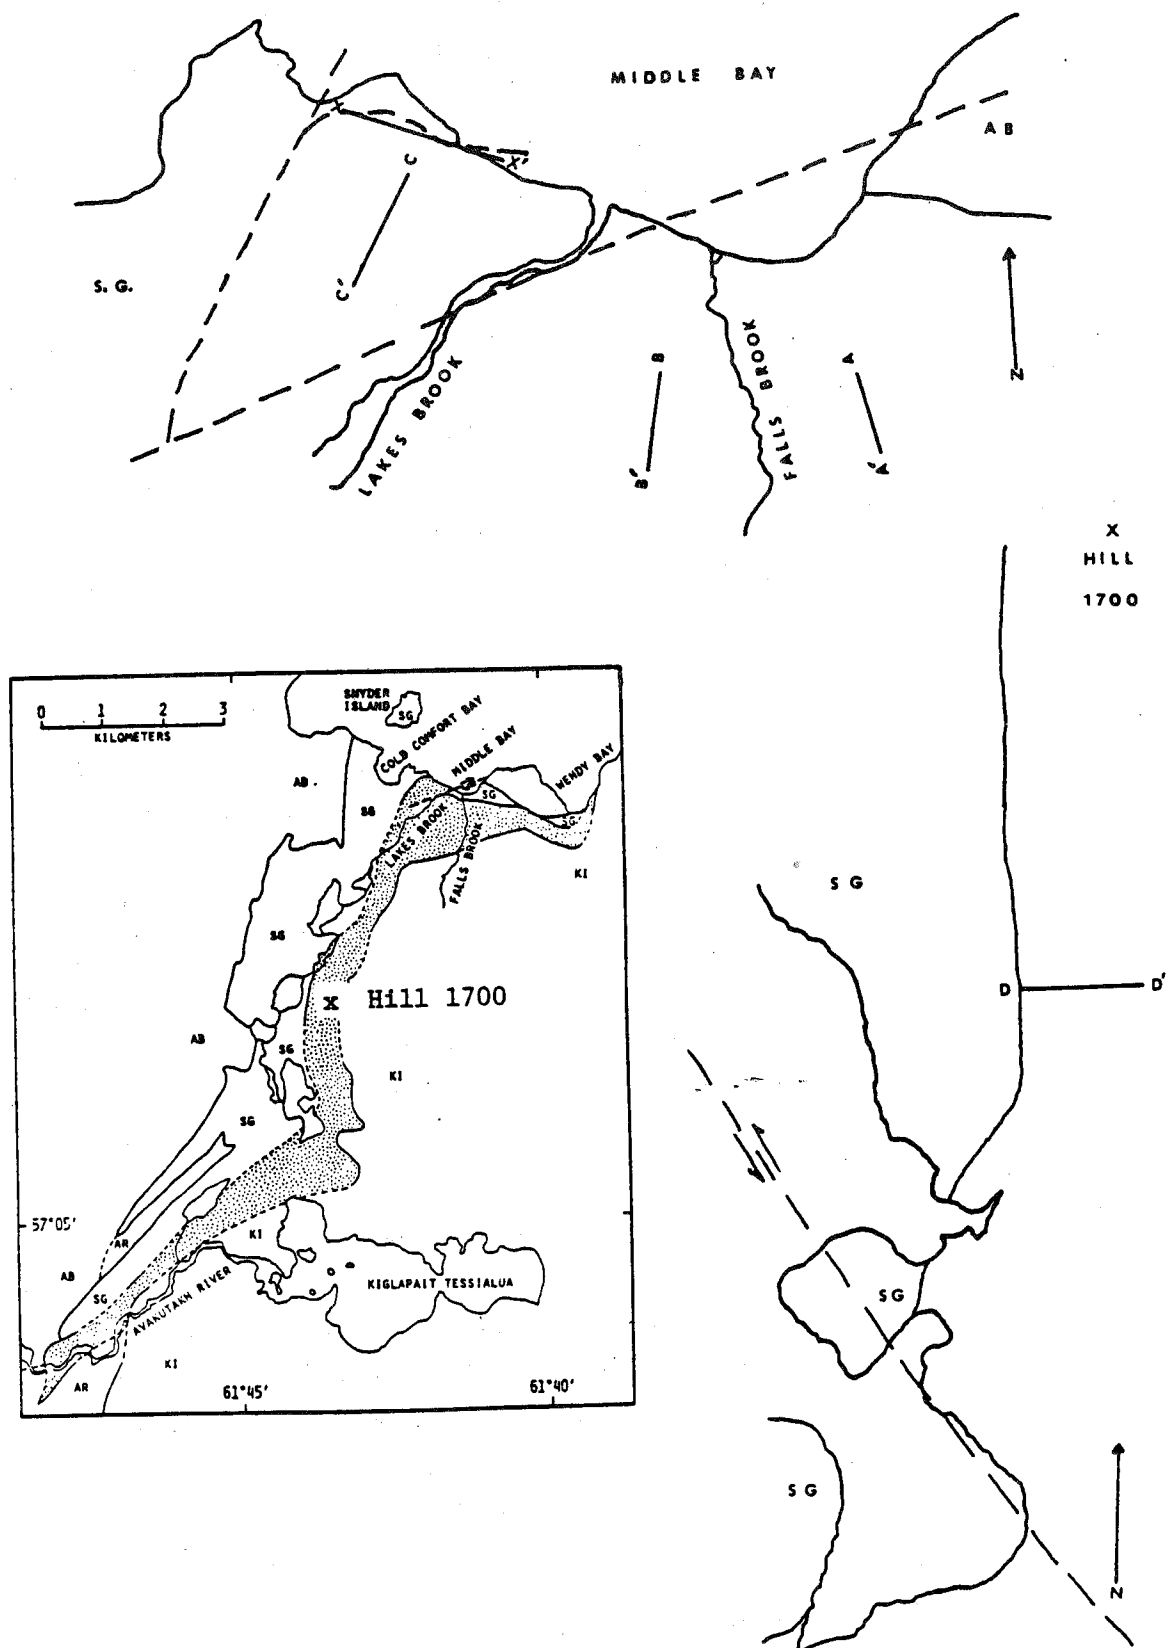 MIDDLE BAY
A B
X
X'
C
C'
S. G.
LAKES BROOK
FALLS BROOK
B
B'
A
A'
N
X
HILL
1700
S G
D
D'
S G
S G
N
0 1 2 3
KILOMETERS
SNYDER
ISLAND
SG
COLD COMFORT BAY
MIDDLE BAY
WENDY BAY
AB
SG
SG
SG
LAKES BROOK
FALLS BROOK
KI
SG
X Hill 1700
AB
SG
KI
SG
57°05'
AR
KI
AB
SG
AVAKUTAKH RIVER
KIGLAPAIT TESSIALUA
KI
AR
61°45'
61°40'